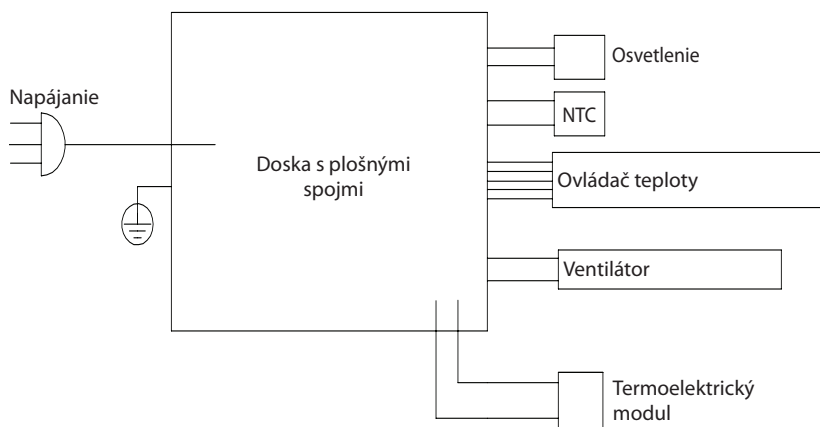 Napájanie
Doska s plošnými
spojmi
Osvetlenie
NTC
Ovládač teploty
Ventilátor
Termoelektrický
modul